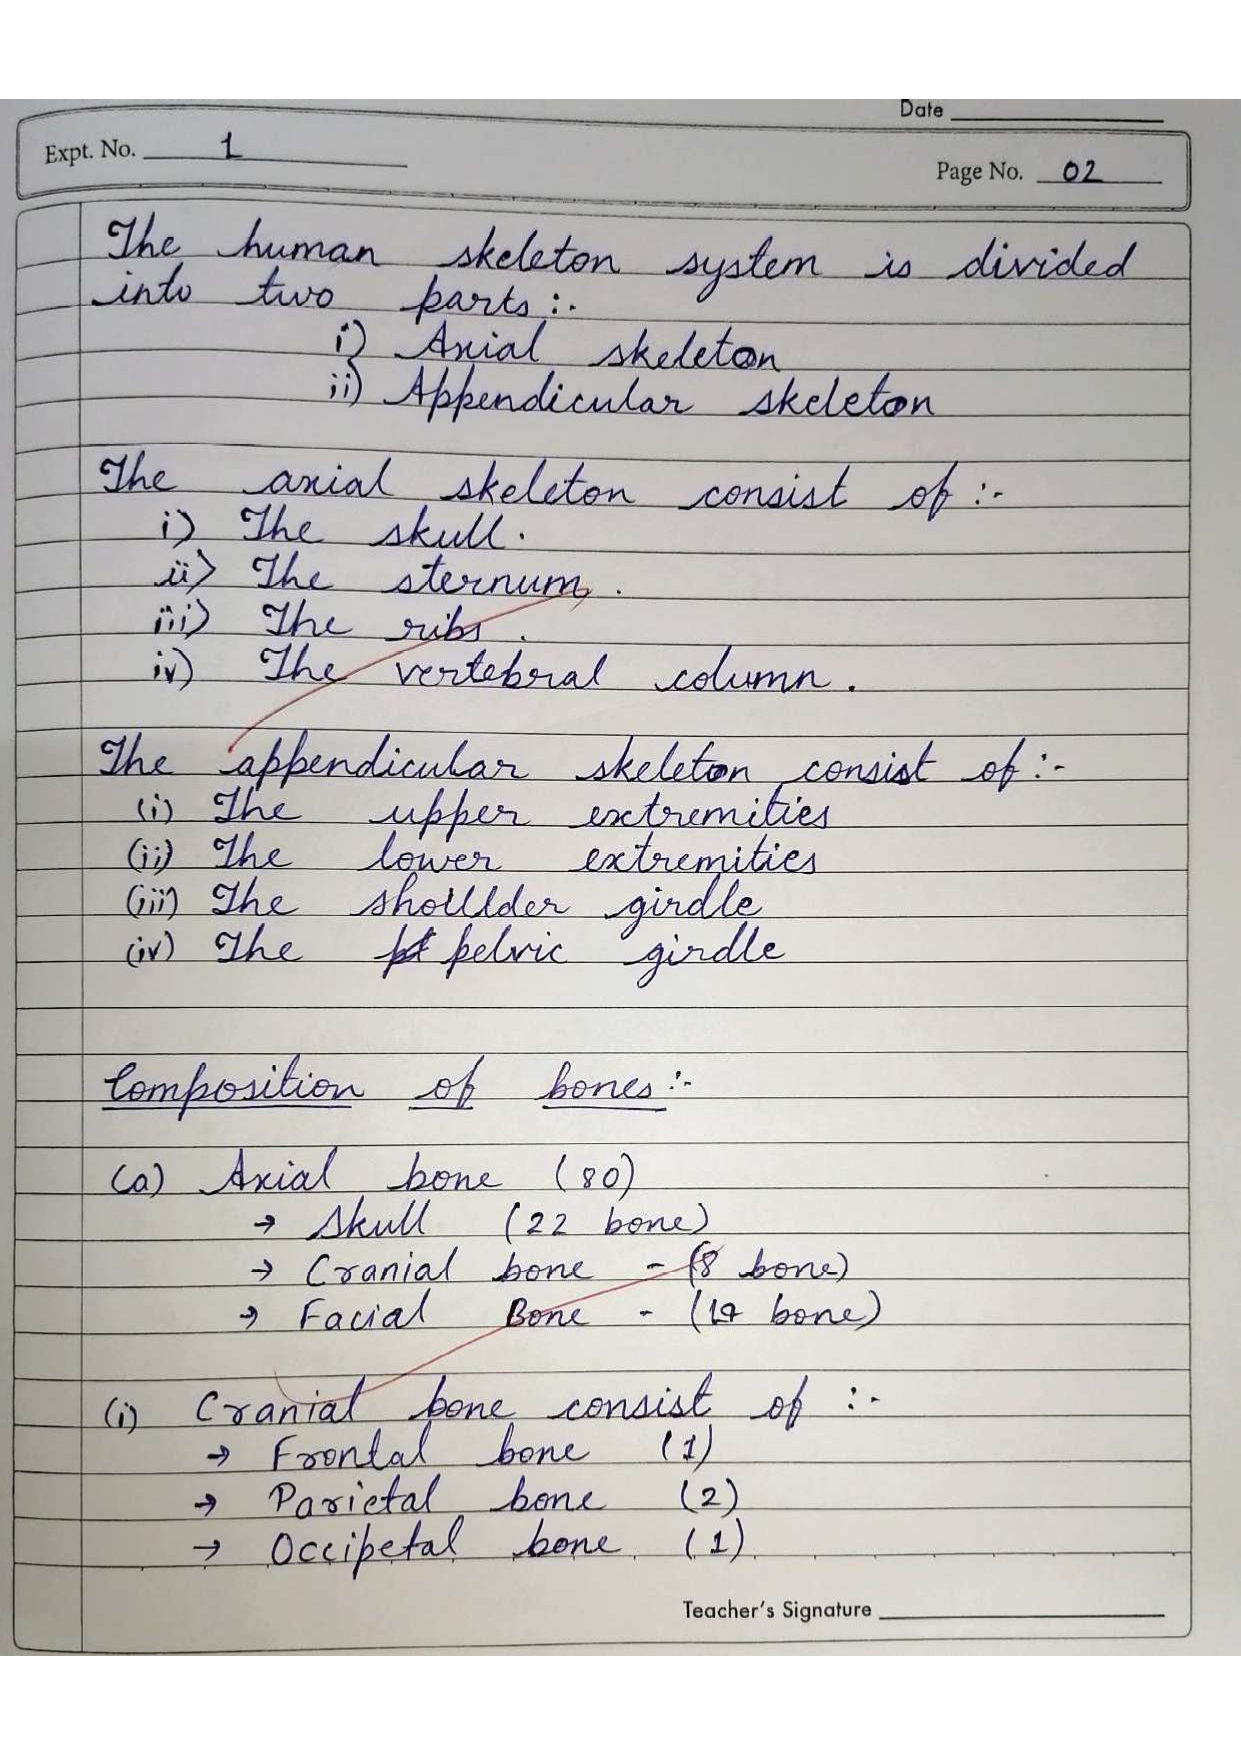 Date
Expt. No. 1
Page No. 02
The human skeleton system is divided
into two parts :-
i) Axial skeleton
ii) Appendicular skeleton
The axial skeleton consist of :-
i) The skull.
ii) The sternum.
iii) The ribs.
iv) The vertebral column.
The appendicular skeleton consist of :-
(i) The upper extremities
(ii) The lower extremities
(iii) The shoulder girdle
(iv) The pelvic girdle
Composition of bones :-
(a) Axial bone (80)
→ Skull (22 bone)
→ Cranial bone - (8 bone)
→ Facial Bone - (14 bone)
(i) Cranial bone consist of :-
→ Frontal bone (1)
→ Parietal bone (2)
→ Occipetal bone (1)
Teacher's Signature